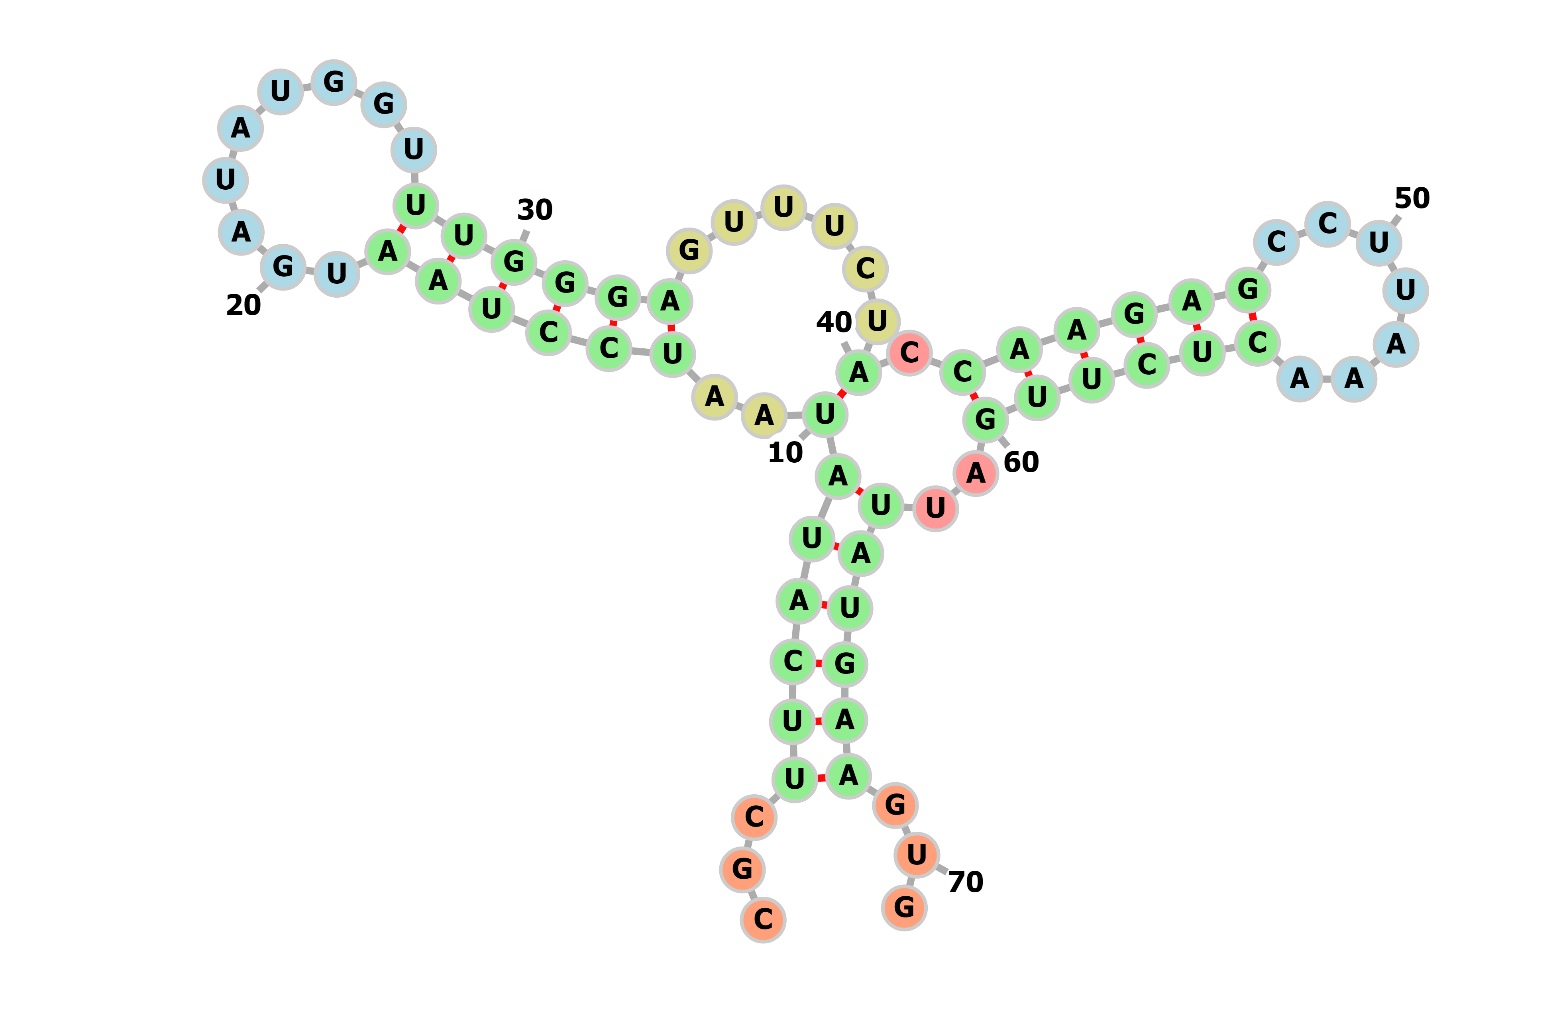 C G C U U C A U A U
10
A A U C C U A A U G
20
A U A U G G U U U G
30
G G A G U U U C U A
40
C C A A G A G C C U
50
U A A A C U C U U G
60
A U U A U G A A G U
70
G